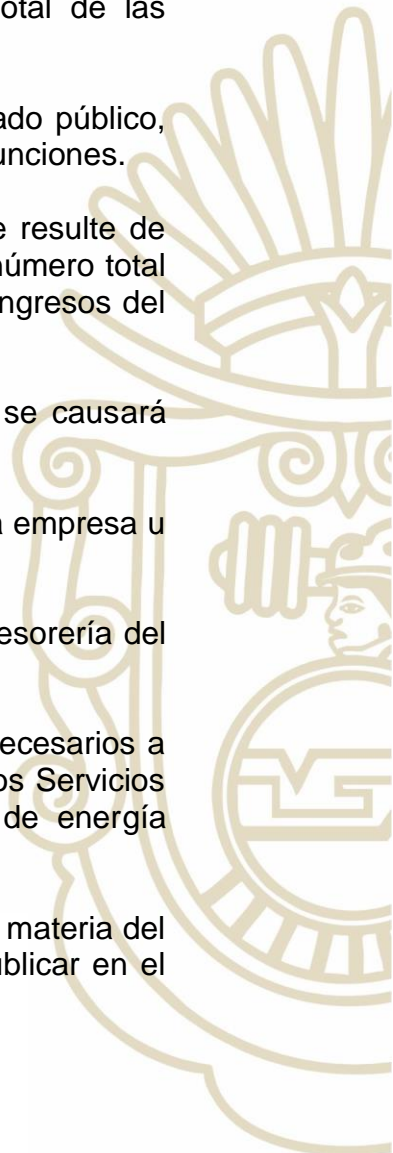 otal de las
ado público,
unciones.
e resulte de
número total
ngresos del
se causará
a empresa u
esorería del
ecesarios a
os Servicios
de energía
materia del
ublicar en el